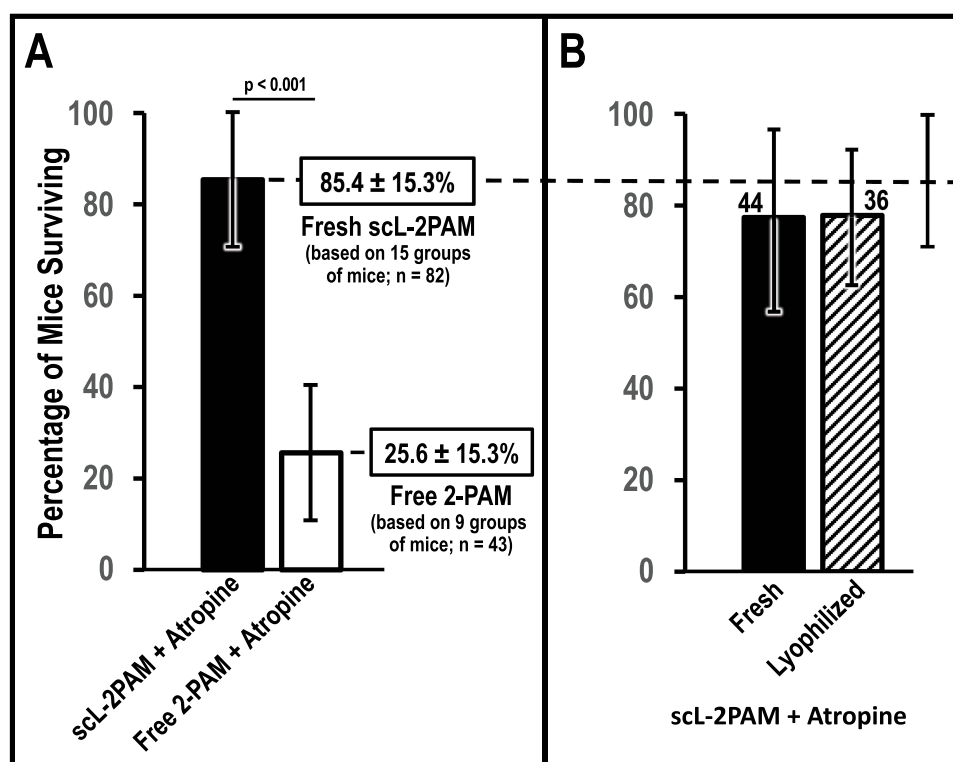 A
p < 0.001
100
80
60
40
20
0
Percentage of Mice Surviving
85.4 ± 15.3%
Fresh scL-2PAM
(based on 15 groups
of mice; n = 82)
25.6 ± 15.3%
Free 2-PAM
(based on 9 groups
of mice; n = 43)
scL-2PAM + Atropine
Free 2-PAM + Atropine
B
100
80
60
40
20
0
44
36
Fresh
Lyophilized
scL-2PAM + Atropine